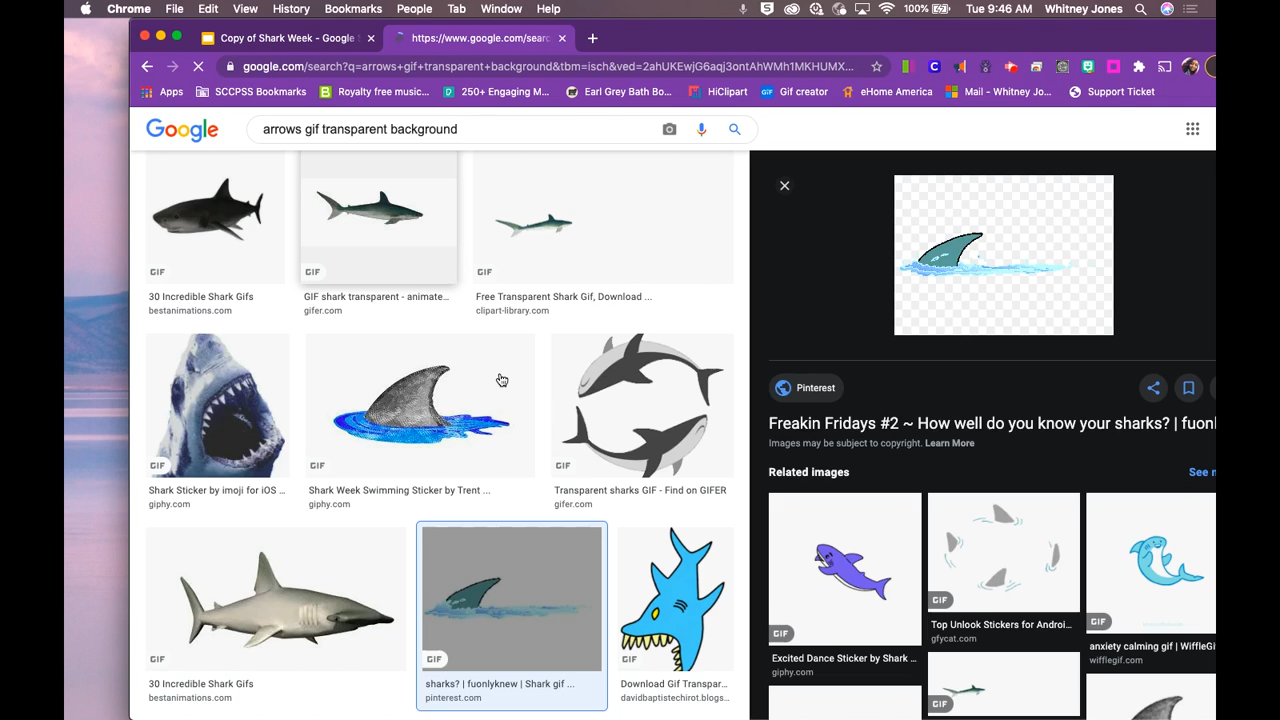 Chrome File Edit View History Bookmarks People Tab Window Help 100% Tue 9:46 AM Whitney Jones
Copy of Shark Week - Google S
https://www.google.com/searc
google.com/search?q=arrows+gif+transparent+background&tbm=isch&ved=2ahUKEwjG6aqj3ontAhWMh1MKHUMX...
Apps SCCPSS Bookmarks Royalty free music... 250+ Engaging M... Earl Grey Bath Bo... HiClipart Gif creator eHome America Mail – Whitney Jo... Support Ticket
Google
arrows gif transparent background
GIF
30 Incredible Shark Gifs
bestanimations.com
GIF
GIF shark transparent - animate...
gifer.com
GIF
Free Transparent Shark Gif, Download ...
clipart-library.com
GIF
Shark Sticker by imoji for iOS ...
giphy.com
GIF
Shark Week Swimming Sticker by Trent ...
giphy.com
GIF
Transparent sharks GIF - Find on GIFER
gifer.com
GIF
30 Incredible Shark Gifs
bestanimations.com
GIF
sharks? | fuonlyknew | Shark gif ...
pinterest.com
GIF
Download Gif Transpar...
davidbaptistechirot.blogs...
Pinterest
Freakin Fridays #2 ~ How well do you know your sharks? | fuonl
Images may be subject to copyright. Learn More
Related images
See m
GIF
Excited Dance Sticker by Shark ...
giphy.com
GIF
Top Unlook Stickers for Androi...
gfycat.com
GIF
anxiety calming gif | WiffleGi
wifflegif.com
GIF